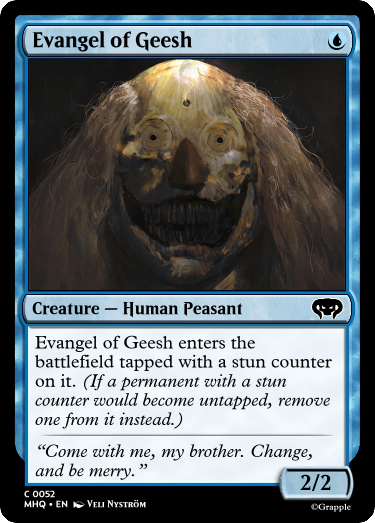 Evangel of Geesh
Creature — Human Peasant
Evangel of Geesh enters the
battlefield tapped with a stun counter
on it. (If a permanent with a stun
counter would become untapped, remove
one from it instead.)
“Come with me, my brother. Change,
and be merry.”
2/2
C 0052
MHQ • EN Veli Nyström
©Grapple